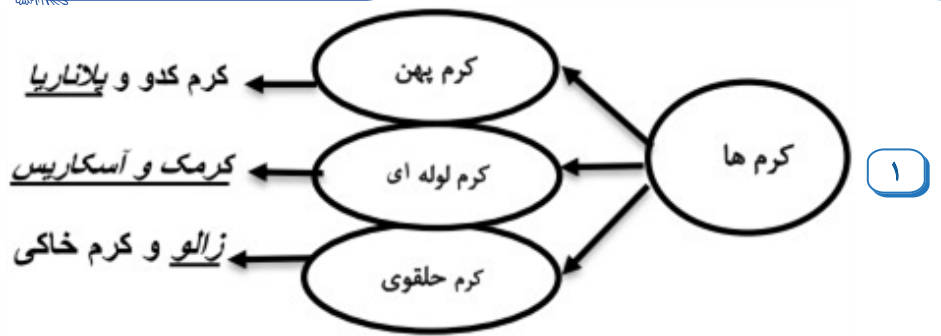 ۱
کرم ها
کرم پهن
کرم کدو و پلاناریا
کرم لوله ای
کرمک و آسکاریس
کرم حلقوی
زالو و کرم خاکی